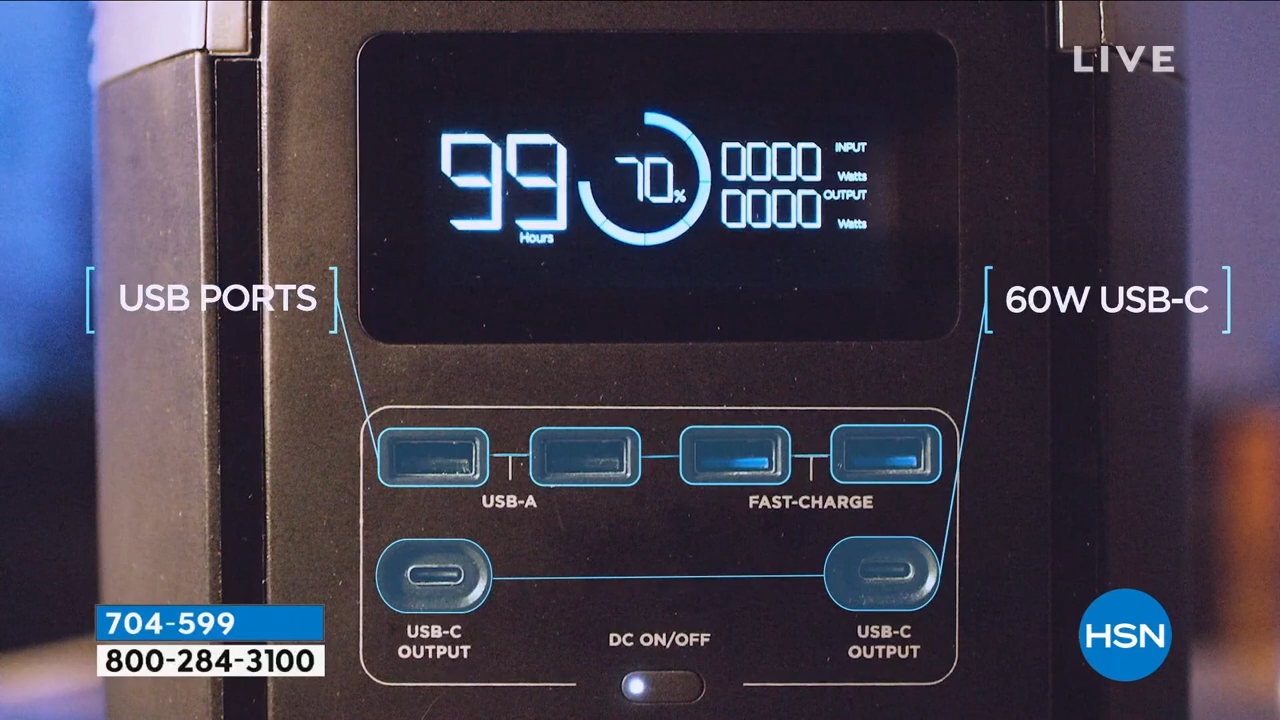 LIVE
99
Hours
70%
0000
INPUT
Watts
0000
OUTPUT
Watts
USB PORTS
60W USB-C
USB-A
FAST-CHARGE
USB-C
OUTPUT
DC ON/OFF
USB-C
OUTPUT
704-599
800-284-3100
HSN